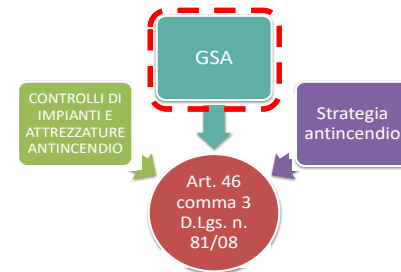 GSA
CONTROLLI DI
IMPIANTI E
ATTREZZATURE
ANTINCENDIO
Strategia
antincendio
Art. 46
comma 3
D.Lgs. n.
81/08